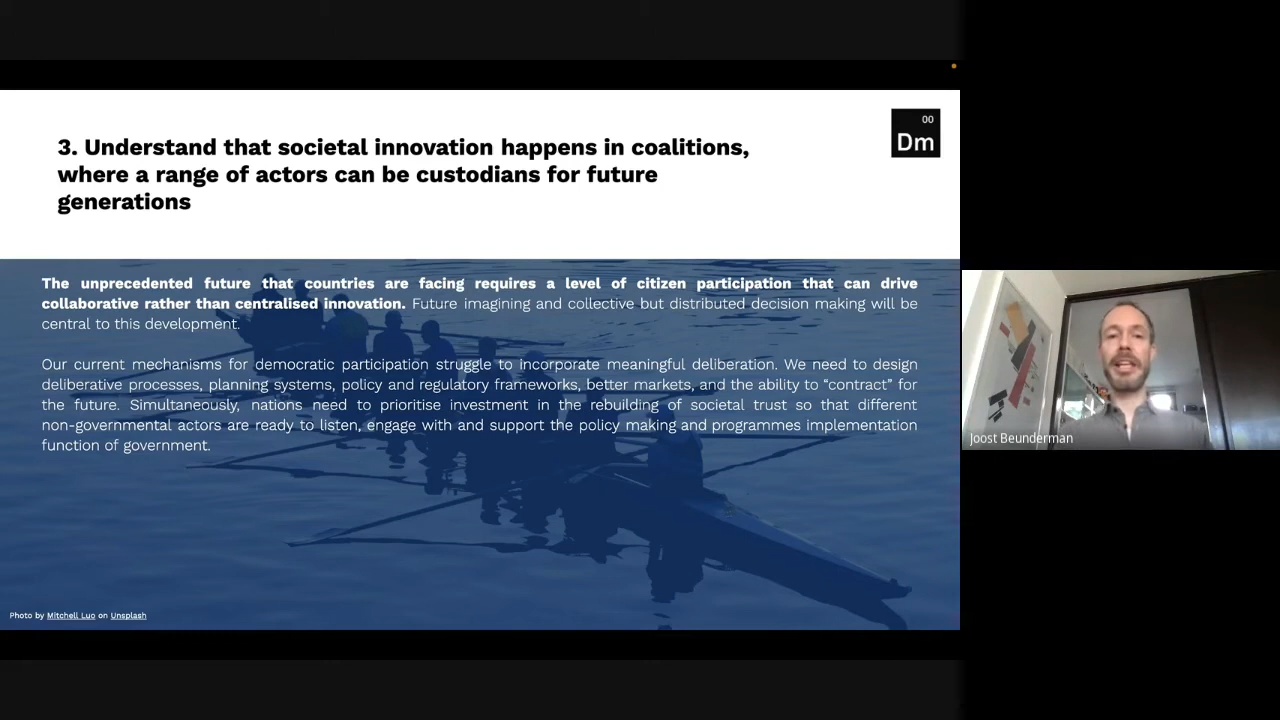 00
Dm
3. Understand that societal innovation happens in coalitions,
where a range of actors can be custodians for future
generations
The unprecedented future that countries are facing requires a level of citizen participation that can drive
collaborative rather than centralised innovation. Future imagining and collective but distributed decision making will be
central to this development.
Our current mechanisms for democratic participation struggle to incorporate meaningful deliberation. We need to design
deliberative processes, planning systems, policy and regulatory frameworks, better markets, and the ability to “contract” for
the future. Simultaneously, nations need to prioritise investment in the rebuilding of societal trust so that different
non-governmental actors are ready to listen, engage with and support the policy making and programmes implementation
function of government.
Photo by Mitchell Luo on Unsplash
Joost Beunderman